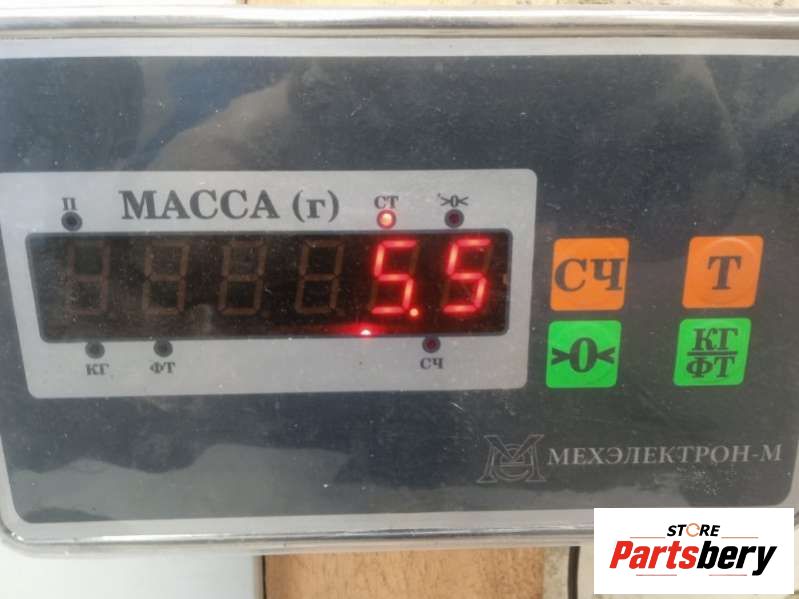 П МАССА (г) СТ >0<
5.5
КГ ФТ СЧ
СЧ Т
>0< КГ/ФТ
МЕХЭЛЕКТРОН-М
STORE
Partsbery